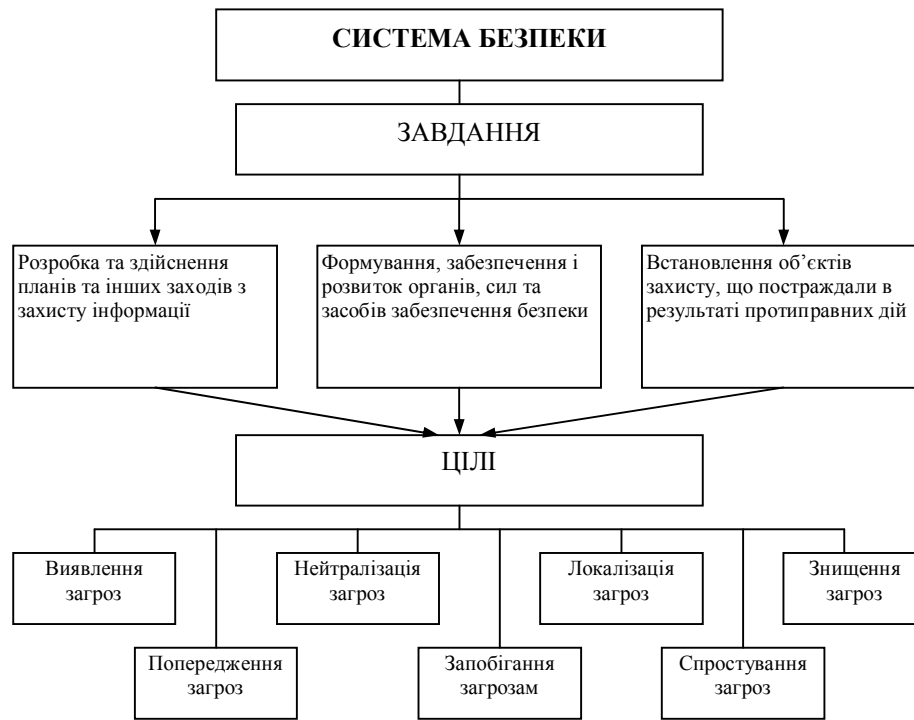 СИСТЕМА БЕЗПЕКИ
ЗАВДАННЯ
Розробка та здійснення
планів та інших заходів з
захисту інформації
Формування, забезпечення і
розвиток органів, сил та
засобів забезпечення безпеки
Встановлення об’єктів
захисту, що постраждали в
результаті протиправних дій
ЦІЛІ
Виявлення
загроз
Нейтралізація
загроз
Локалізація
загроз
Знищення
загроз
Попередження
загроз
Запобігання
загрозам
Спростування
загроз